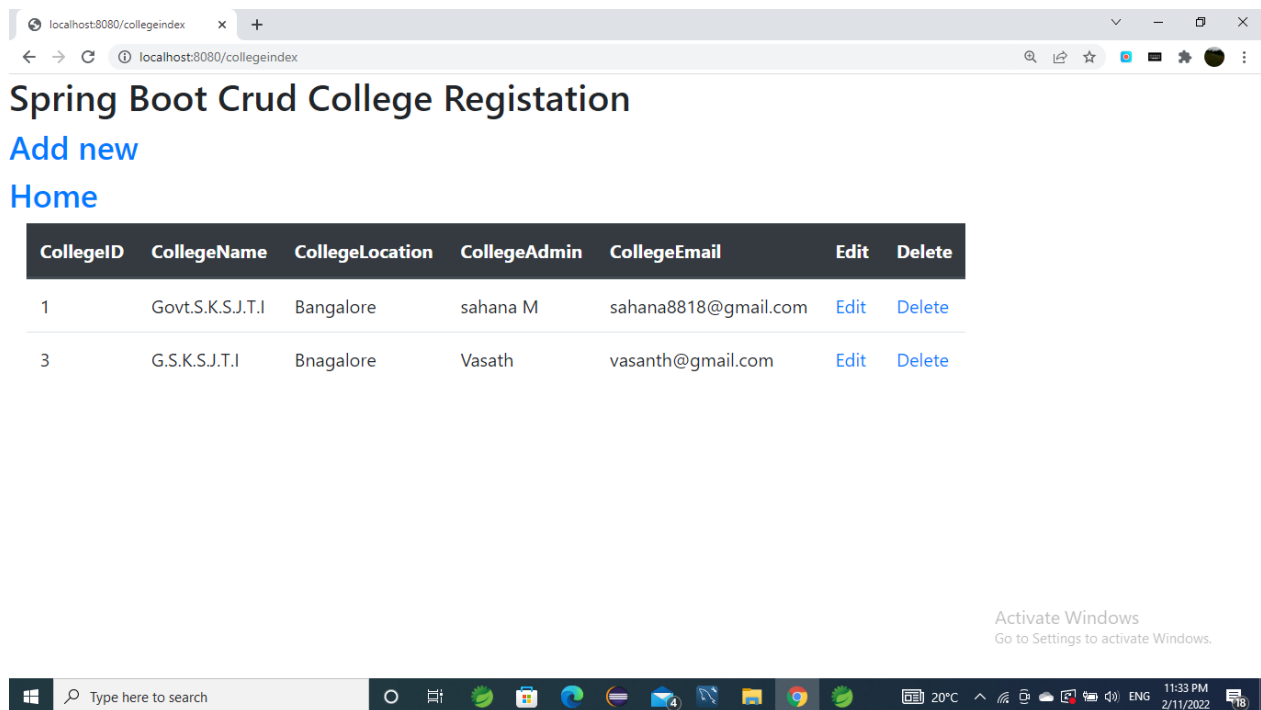 localhost:8080/collegeindex
localhost:8080/collegeindex
Spring Boot Crud College Registation
Add new
Home
CollegeID CollegeName CollegeLocation CollegeAdmin CollegeEmail Edit Delete
1 Govt.S.K.S.J.T.I Bangalore sahana M sahana8818@gmail.com Edit Delete
3 G.S.K.S.J.T.I Bnagalore Vasath vasanth@gmail.com Edit Delete
Activate Windows
Go to Settings to activate Windows.
Type here to search 4 20°C ENG 11:33 PM
2/11/2022 18